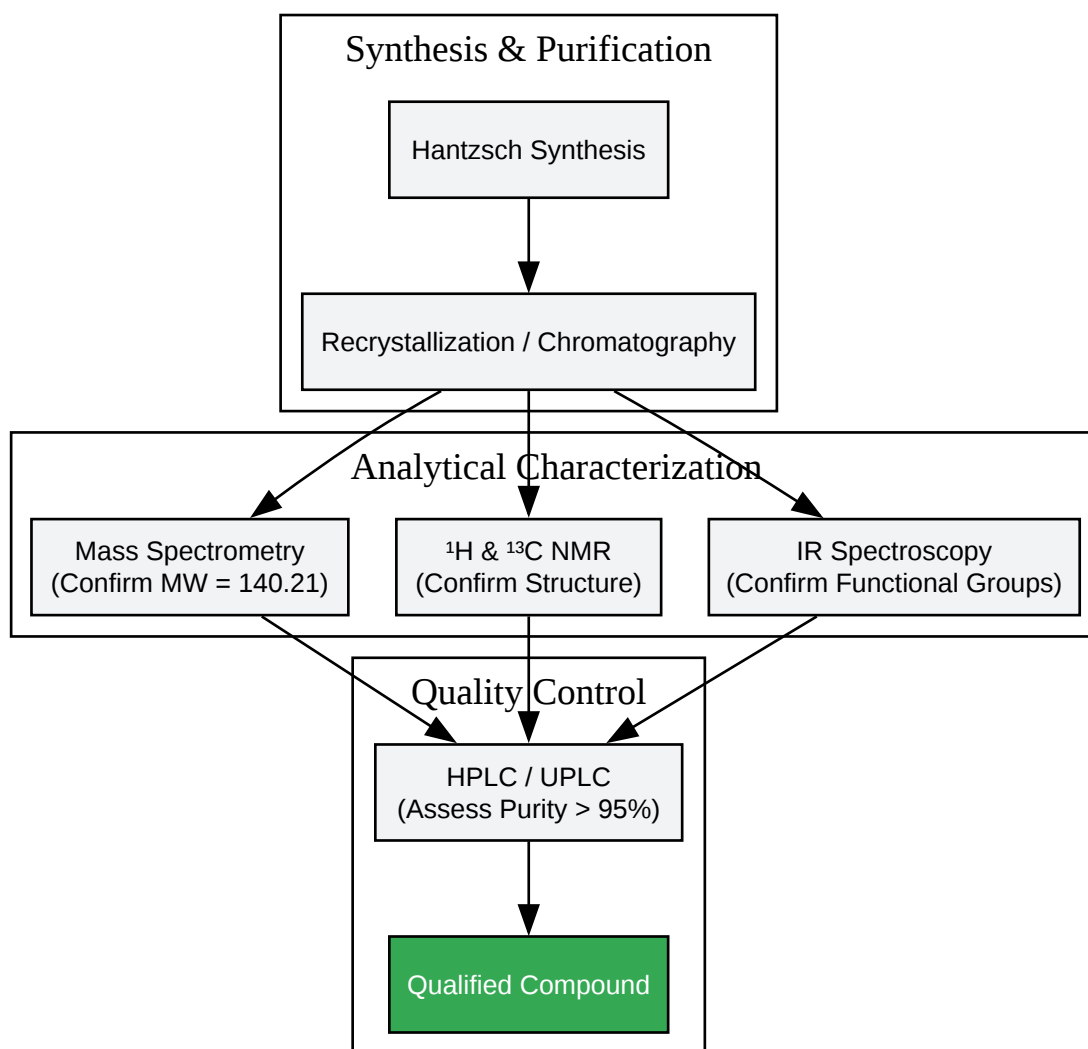 Synthesis & Purification
Hantzsch Synthesis
Recrystallization / Chromatography
Analytical Characterization
Mass Spectrometry
(Confirm MW = 140.21)
¹H & ¹³C NMR
(Confirm Structure)
IR Spectroscopy
(Confirm Functional Groups)
Quality Control
HPLC / UPLC
(Assess Purity > 95%)
Qualified Compound